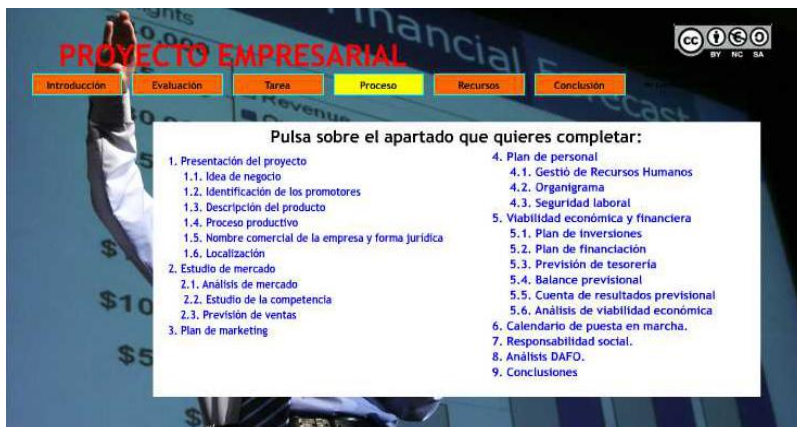 PROYECTO EMPRESARIAL
BY NC SA
Introducción
Evaluación
Tarea
Proceso
Recursos
Conclusión
Financial Forecast
Revenue
Pulsa sobre el apartado que quieres completar:
1. Presentación del proyecto
1.1. Idea de negocio
1.2. Identificación de los promotores
1.3. Descripción del producto
1.4. Proceso productivo
1.5. Nombre comercial de la empresa y forma jurídica
1.6. Localización
2. Estudio de mercado
2.1. Análisis de mercado
2.2. Estudio de la competencia
2.3. Previsión de ventas
3. Plan de marketing
4. Plan de personal
4.1. Gestió de Recursos Humanos
4.2. Organigrama
4.3. Seguridad laboral
5. Viabilidad económica y financiera
5.1. Plan de inversiones
5.2. Plan de financiación
5.3. Previsión de tesorería
5.4. Balance previsional
5.5. Cuenta de resultados previsional
5.6. Análisis de viabilidad económica
6. Calendario de puesta en marcha.
7. Responsabilidad social.
8. Análisis DAFO.
9. Conclusiones
$10
$5